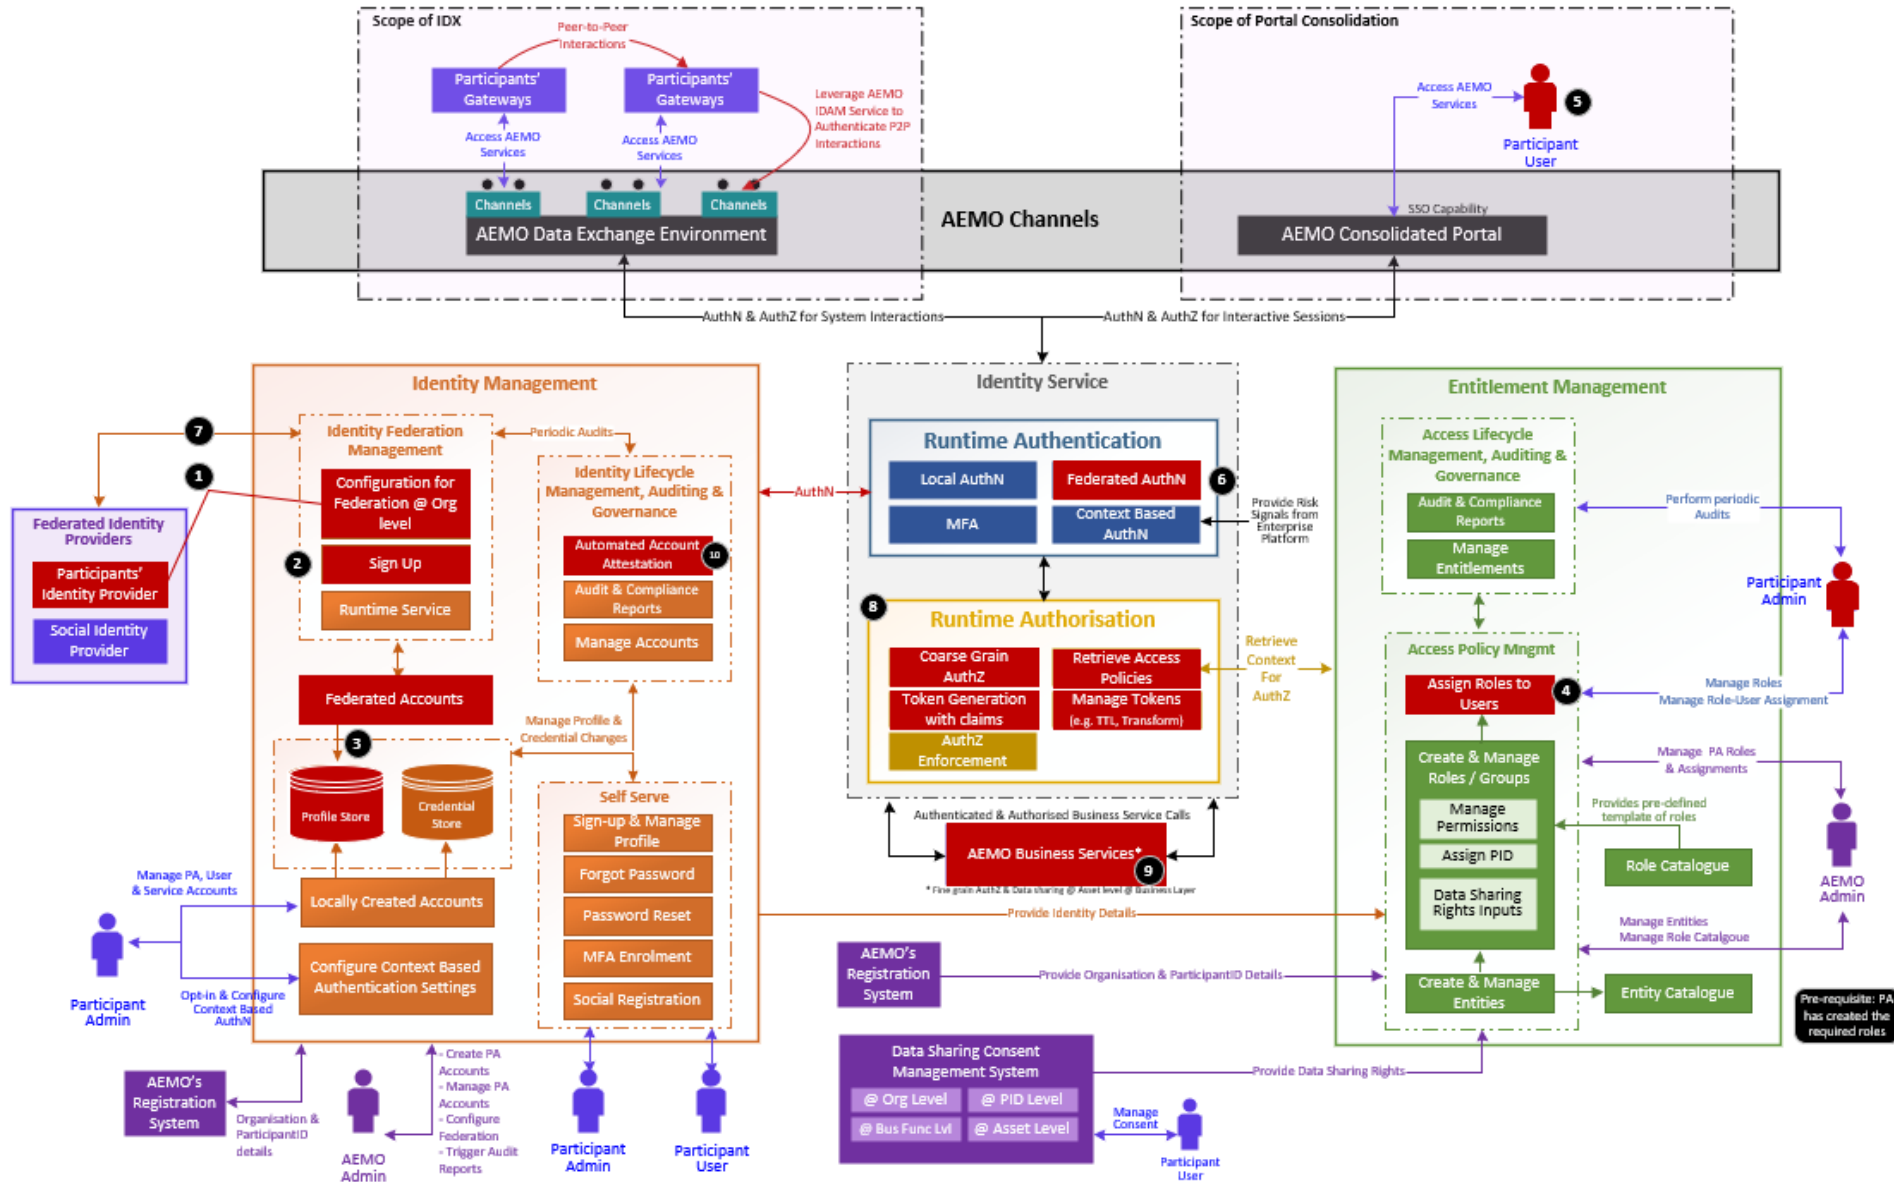 Scope of IDX
Peer-to-Peer
Interactions
Participants'
Gateways
Participants'
Gateways
Access AEMO
Services
Access AEMO
Services
Leverage AEMO
IDAM Service to
Authenticate P2P
Interactions
Scope of Portal Consolidation
Access AEMO
Services
5
Participant
User
Channels
Channels
Channels
AEMO Data Exchange Environment
AEMO Channels
SSO Capability
AEMO Consolidated Portal
AuthN & AuthZ for System Interactions
AuthN & AuthZ for Interactive Sessions
Identity Management
7
1
Federated Identity
Providers
Participants'
Identity Provider
Social Identity
Provider
Identity Federation
Management
Configuration for
Federation @ Org
level
2
Sign Up
Runtime Service
Periodic Audits
Identity Lifecycle
Management, Auditing &
Governance
Automated Account
Attestation
10
Audit & Compliance
Reports
Manage Accounts
Federated Accounts
3
Profile Store
Credential
Store
Manage Profile &
Credential Changes
Self Serve
Sign-up & Manage
Profile
Forgot Password
Password Reset
MFA Enrolment
Social Registration
Manage PA, User
& Service Accounts
Locally Created Accounts
Configure Context Based
Authentication Settings
Participant
Admin
Opt-in & Configure
Context Based
AuthN
AEMO's
Registration
System
Organisation &
ParticipantID
details
AEMO
Admin
- Create PA
Accounts
- Manage PA
Accounts
- Configure
Federation
- Trigger Audit
Reports
Participant
Admin
Participant
User
AuthN
Identity Service
Runtime Authentication
Local AuthN
Federated AuthN
6
MFA
Context Based
AuthN
Provide Risk
Signals from
Enterprise
Platform
8
Runtime Authorisation
Coarse Grain
AuthZ
Retrieve Access
Policies
Token Generation
with claims
Manage Tokens
(e.g. TTL, Transform)
AuthZ
Enforcement
Retrieve
Context
For
AuthZ
Authenticated & Authorised Business Service Calls
AEMO Business Services*
9
* Fine grain AuthZ & Data sharing @ Asset level @ Business Layer
Provide Identity Details
AEMO's
Registration
System
Provide Organisation & ParticipantID Details
Data Sharing Consent
Management System
@ Org Level
@ PID Level
@ Bus Func Lvl
@ Asset Level
Provide Data Sharing Rights
Manage
Consent
Participant
User
Entitlement Management
Access Lifecycle
Management, Auditing &
Governance
Audit & Compliance
Reports
Manage
Entitlements
Perform periodic
Audits
Participant
Admin
Access Policy Mngmt
Assign Roles to
Users
4
Manage Roles
Manage Role-User Assignment
Create & Manage
Roles / Groups
Manage
Permissions
Assign PID
Data Sharing
Rights Inputs
Manage PA Roles
& Assignments
Provides pre-defined
template of roles
Role Catalogue
AEMO
Admin
Manage Entities
Manage Role Catalgoue
Create & Manage
Entities
Entity Catalogue
Pre-requisite: PA
has created the
required roles